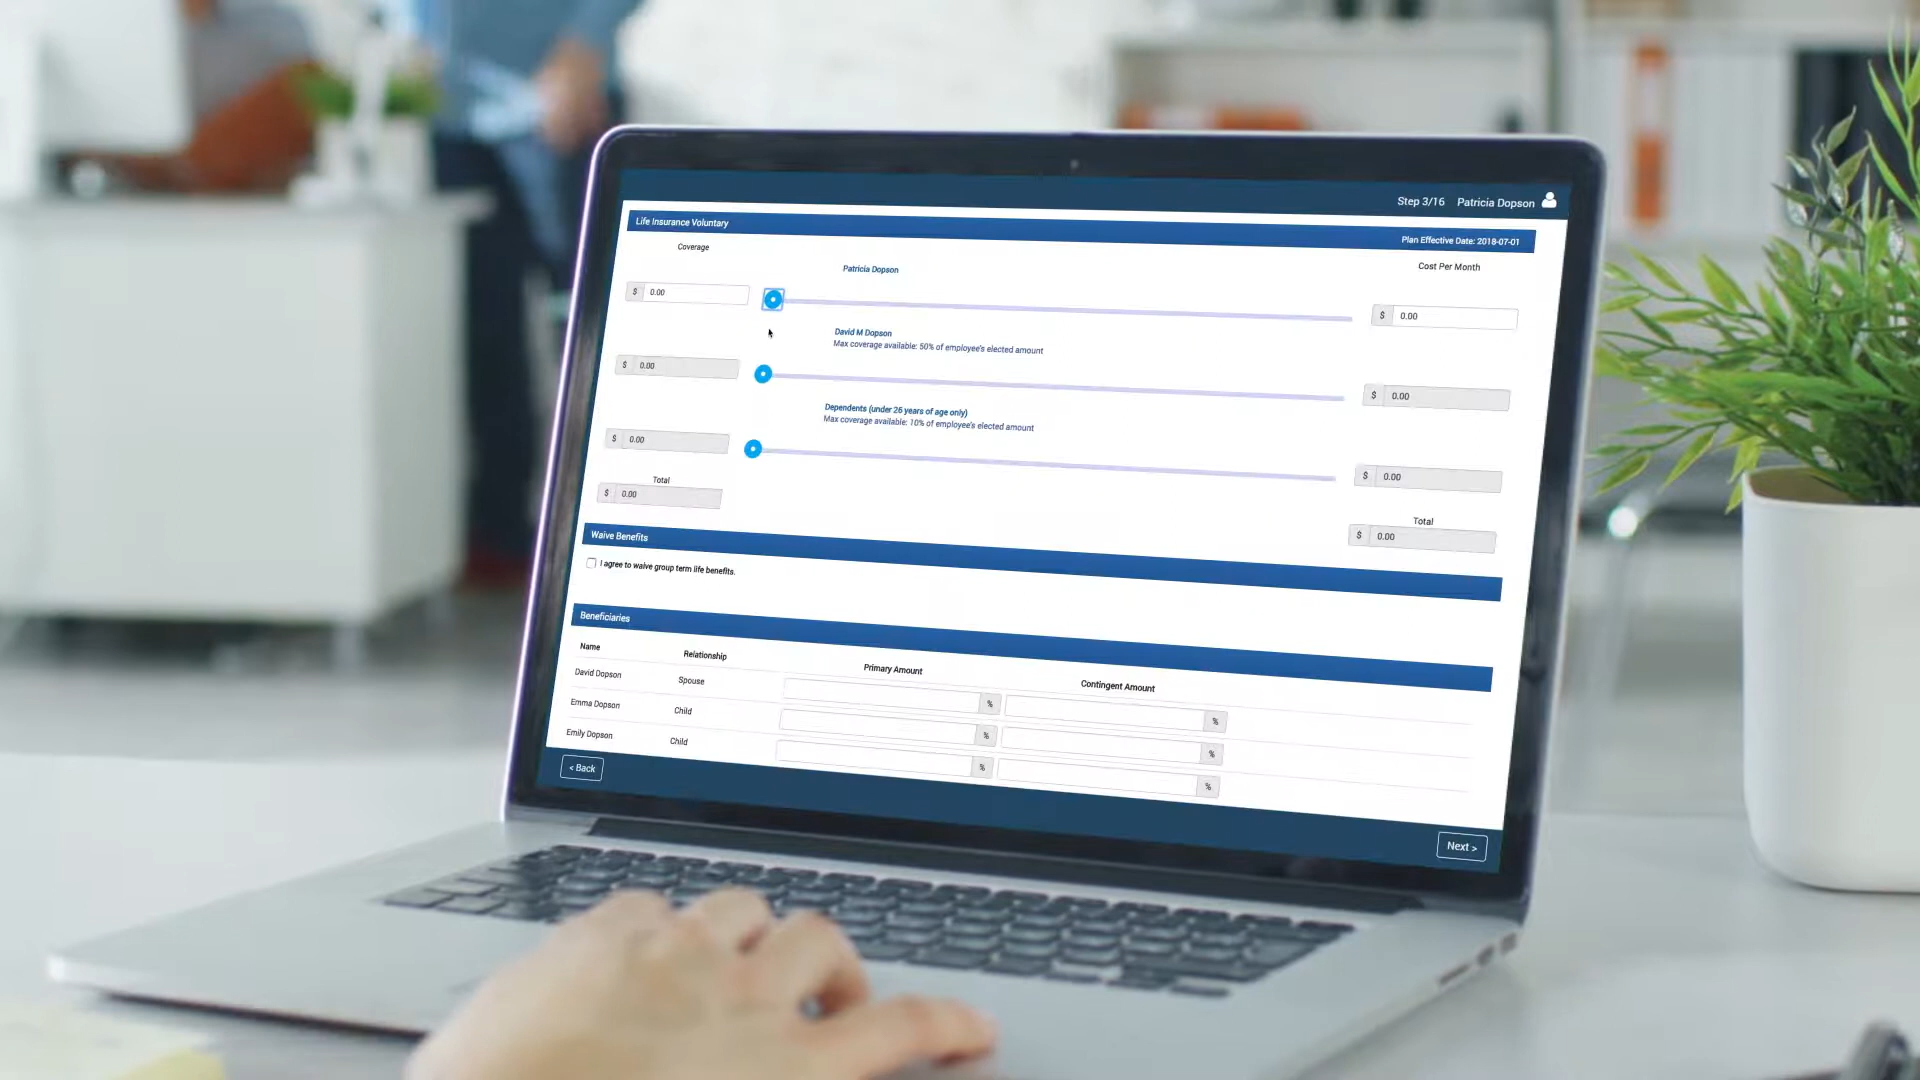 Step 3/16 Patricia Dopson
Life Insurance Voluntary Plan Effective Date: 2018-07-01
Coverage Cost Per Month
Patricia Dopson
$ 0.00 $ 0.00
David M Dopson
Max coverage available: 50% of employee's elected amount
$ 0.00 $ 0.00
Dependents (under 26 years of age only)
Max coverage available: 10% of employee's elected amount
$ 0.00 $ 0.00
Total Total
$ 0.00 $ 0.00
Waive Benefits
I agree to waive group term life benefits.
Beneficiaries
Name Relationship Primary Amount Contingent Amount
David Dopson Spouse % %
Emma Dopson Child % %
Emily Dopson Child % %
< Back Next >